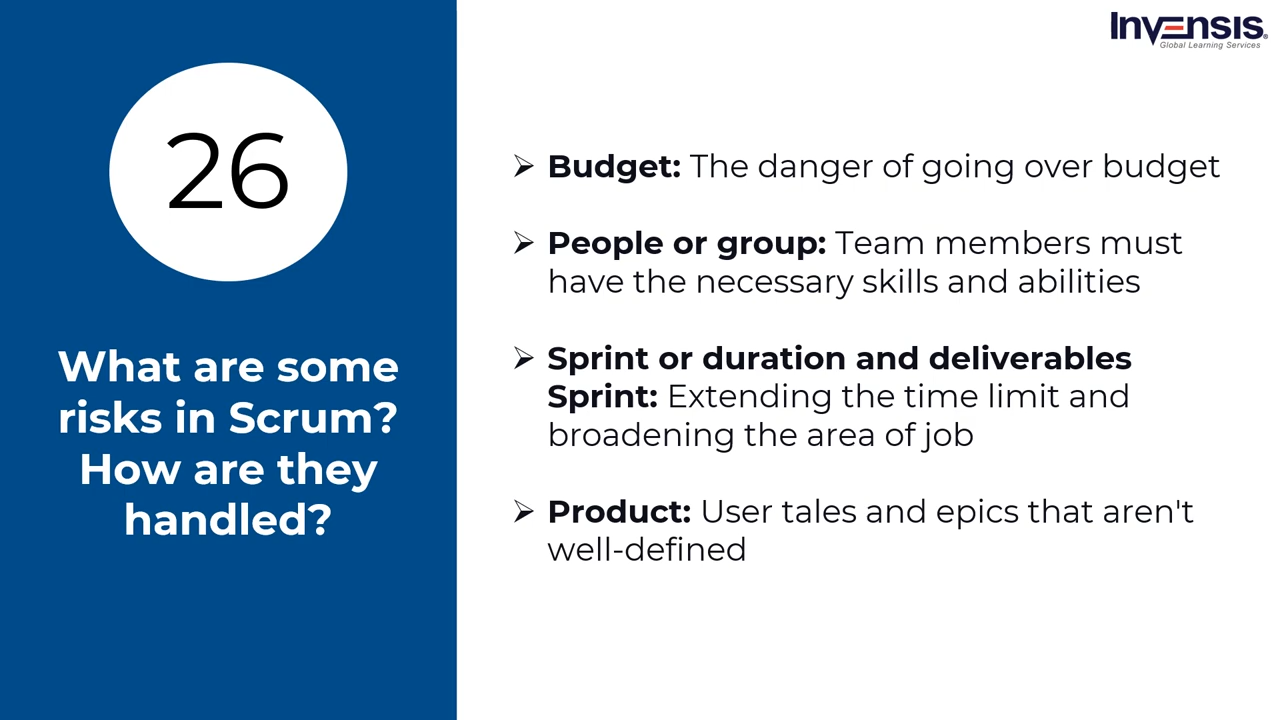 Invensis®
Global Learning Services
26
What are some
risks in Scrum?
How are they
handled?
➢ Budget: The danger of going over budget
➢ People or group: Team members must
have the necessary skills and abilities
➢ Sprint or duration and deliverables
Sprint: Extending the time limit and
broadening the area of job
➢ Product: User tales and epics that aren't
well-defined